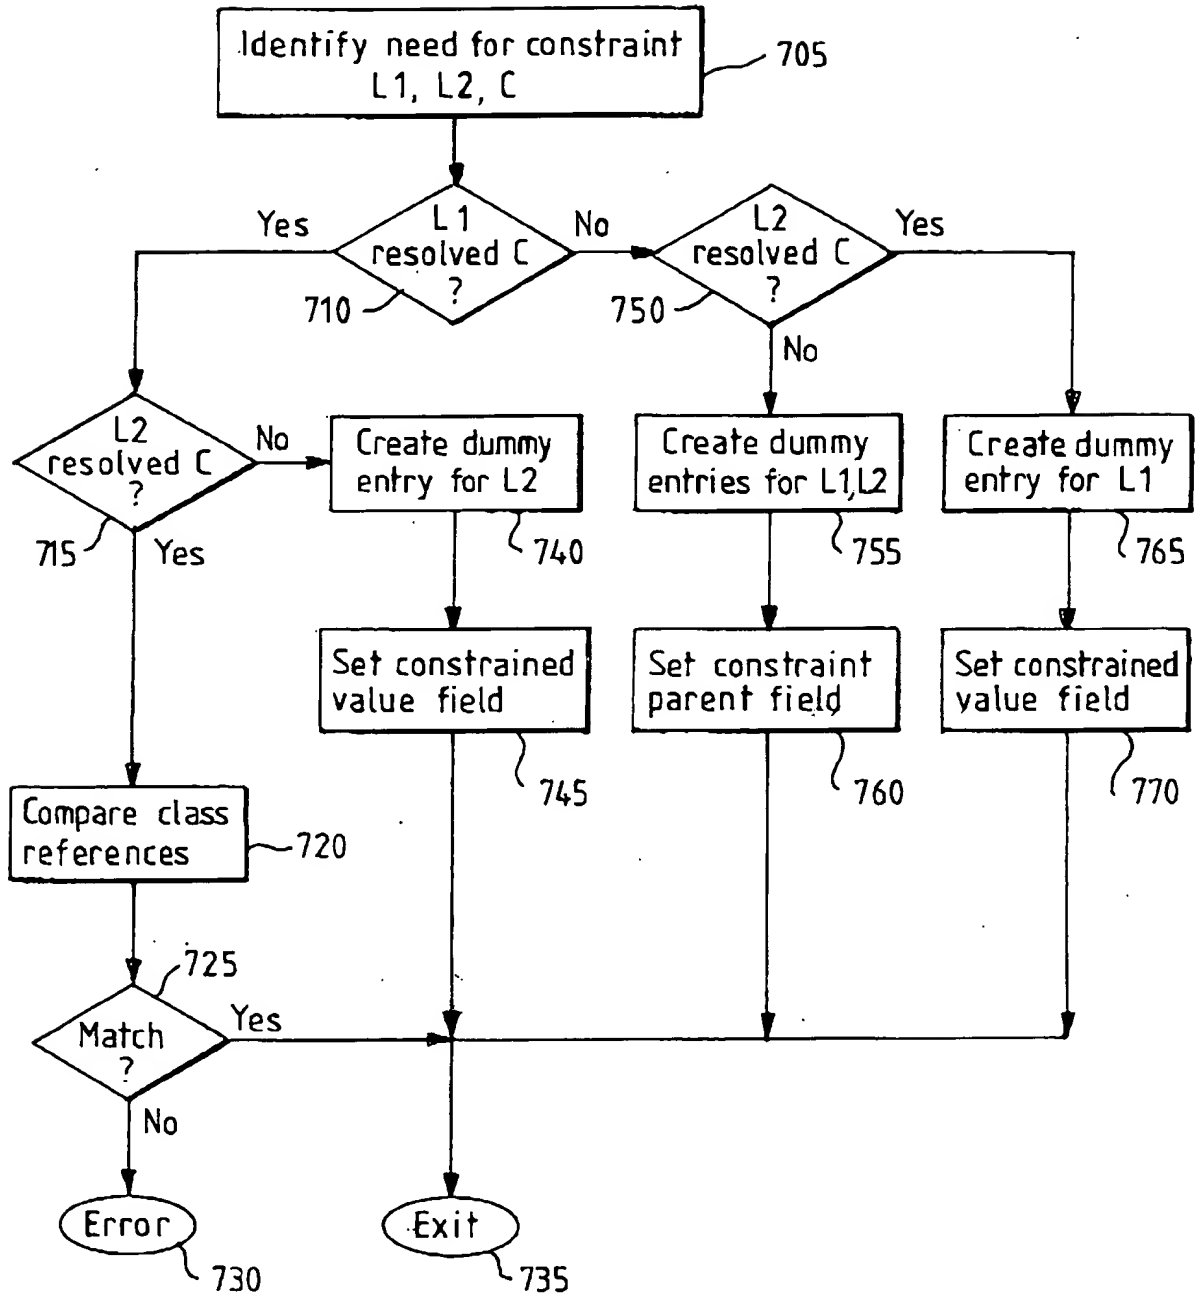 Identify need for constraint
L1, L2, C
705
L1
resolved C
?
Yes
No
710
L2
resolved C
?
Yes
No
750
L2
resolved C
?
No
Yes
715
Create dummy
entry for L2
740
Create dummy
entries for L1,L2
755
Create dummy
entry for L1
765
Set constrained
value field
745
Set constraint
parent field
760
Set constrained
value field
770
Compare class
references
720
Match
?
725
Yes
No
Error
730
Exit
735